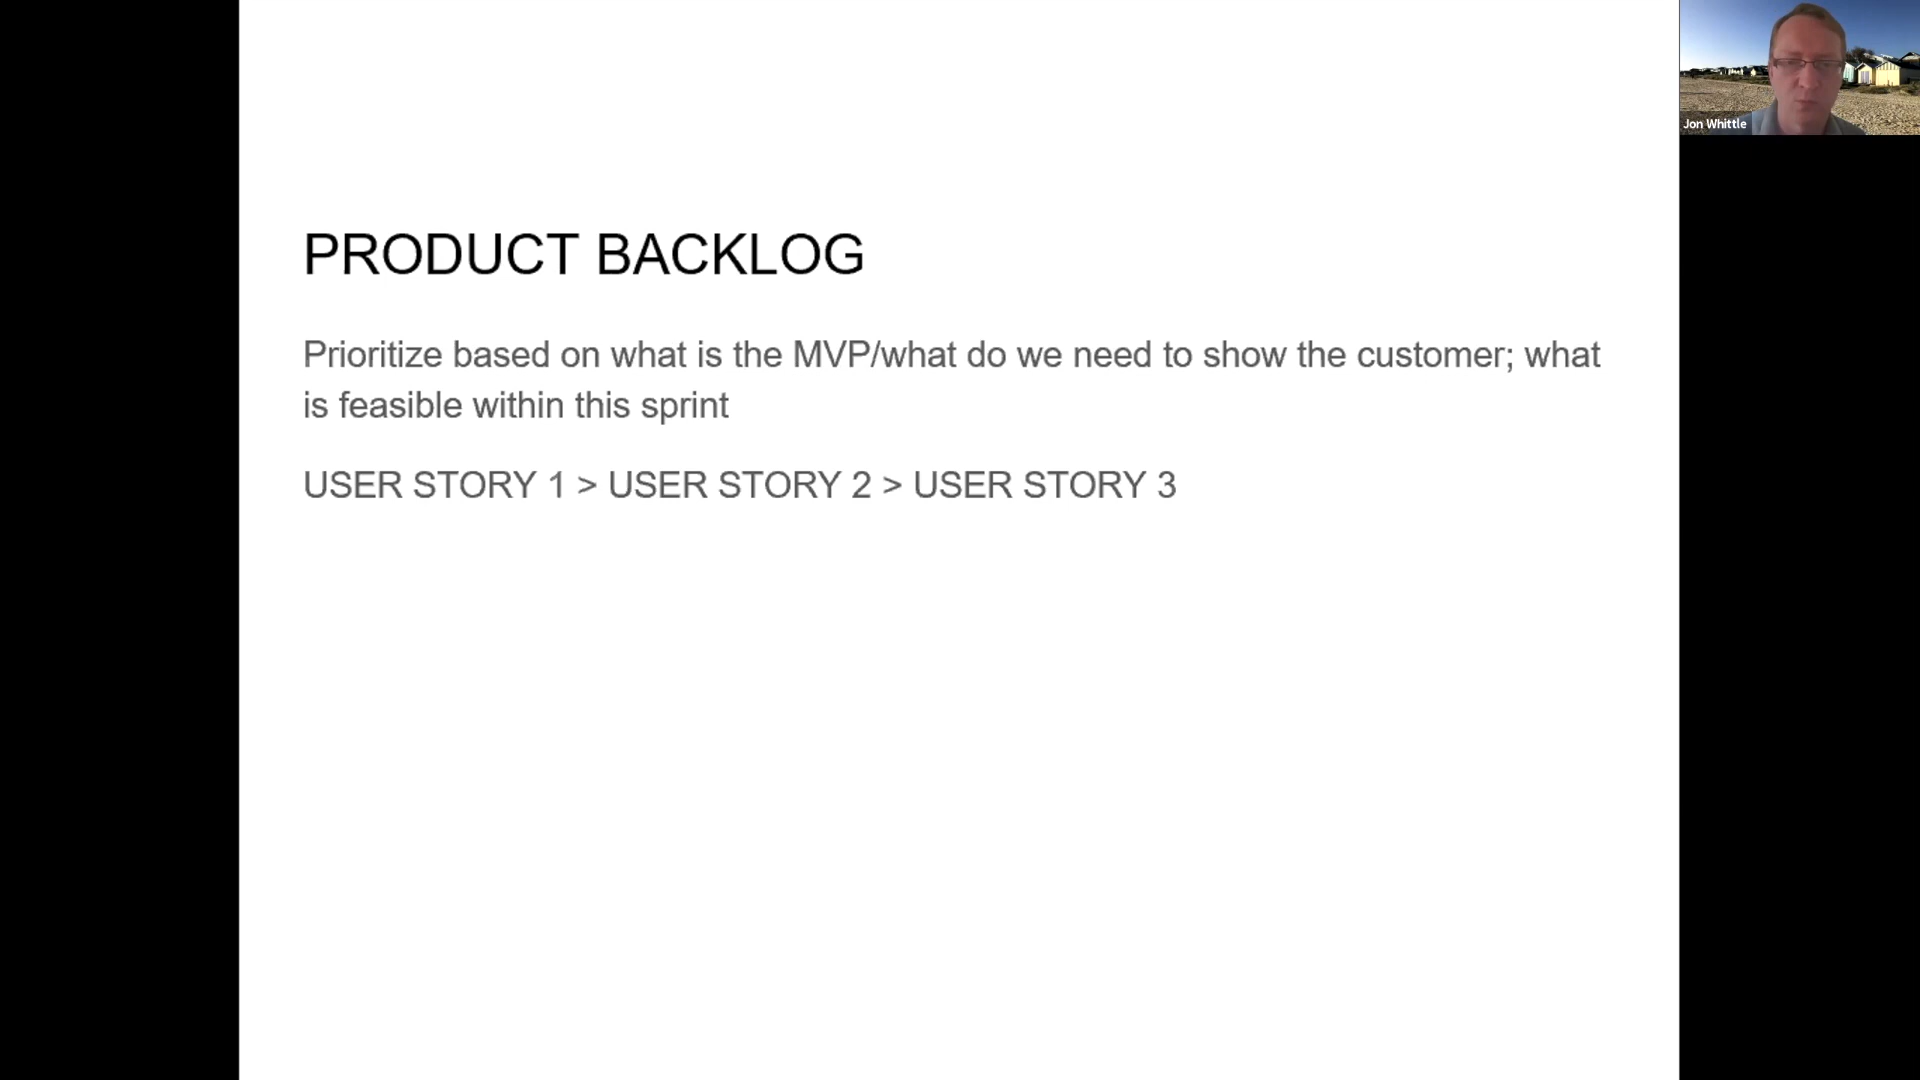 PRODUCT BACKLOG
Prioritize based on what is the MVP/what do we need to show the customer; what
is feasible within this sprint
USER STORY 1 > USER STORY 2 > USER STORY 3
Jon Whittle